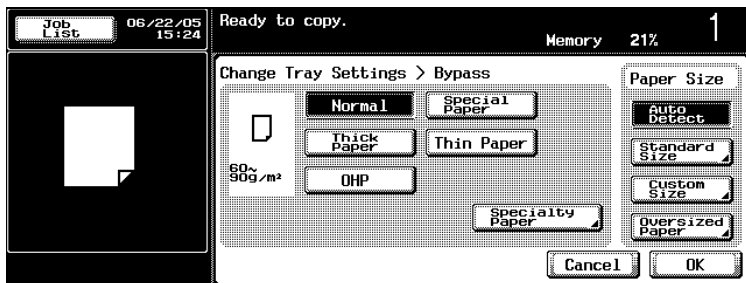 Job
List
06/22/05
15:24
Ready to copy.
Memory 21%
1
Change Tray Settings > Bypass
Normal
Special
Paper
Thick
Paper
Thin Paper
60~
90g/m²
OHP
Specialty
Paper
Paper Size
Auto
Detect
Standard
Size
Custom
Size
Oversized
Paper
Cancel
OK